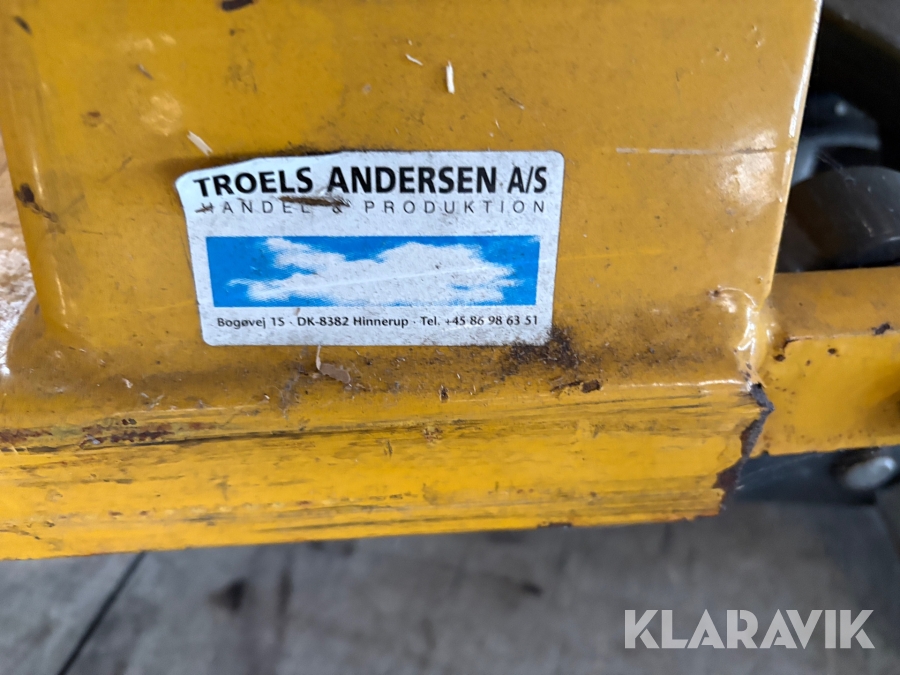 TROELS ANDERSEN A/S
HANDEL & PRODUKTION
Bogøvej 15 · DK-8382 Hinnerup · Tel. +45 86 98 63 51
KLARAVIK